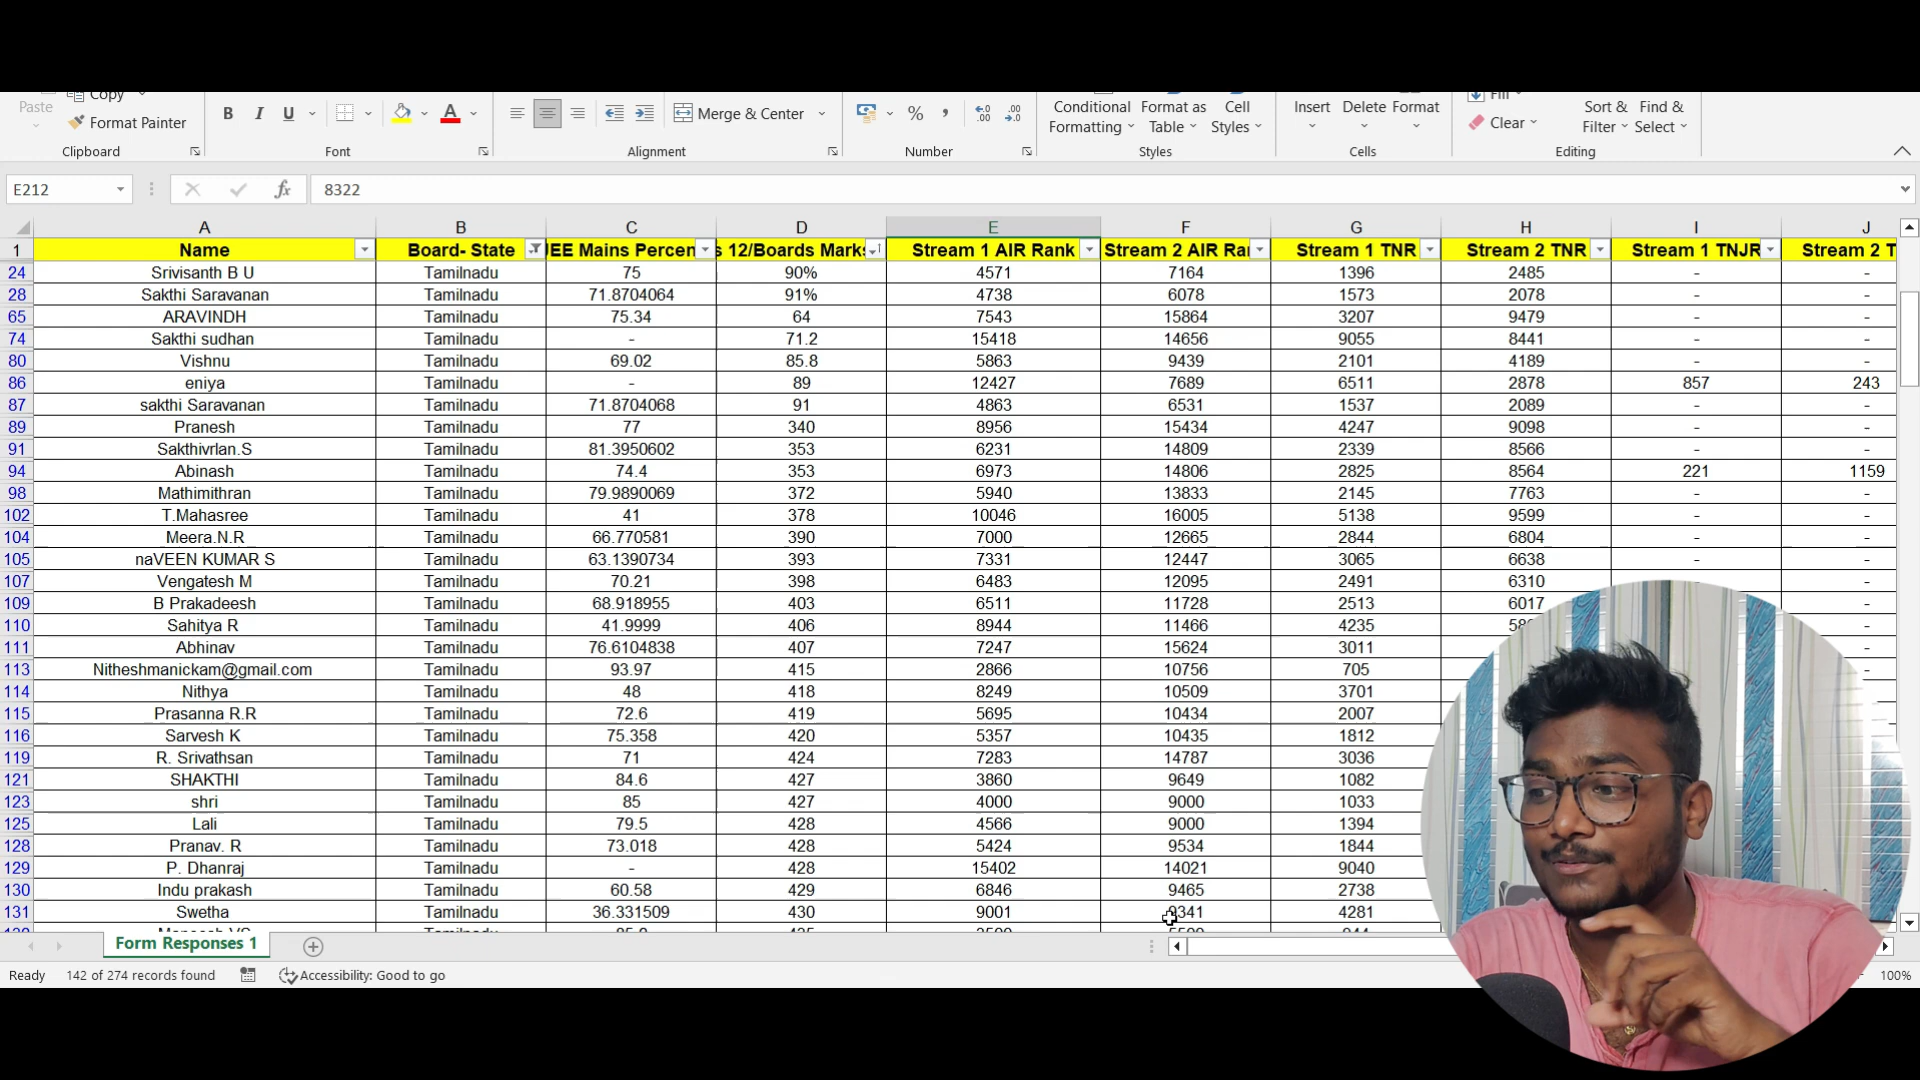 Paste Copy
Format Painter
Clipboard
B I U A
Font
Merge & Center
Alignment
% ,
Number
Conditional Formatting Format as Table Cell Styles
Styles
Insert Delete Format
Cells
Fill
Clear
Sort & Filter Find & Select
Editing
E212 fx 8322
A B C D E F G H I J
1 Name Board- State JEE Mains Percen s 12/Boards Marks Stream 1 AIR Rank Stream 2 AIR Ra Stream 1 TNR Stream 2 TNR Stream 1 TNJR Stream 2 T
24 Srivisanth B U Tamilnadu 75 90% 4571 7164 1396 2485 - -
28 Sakthi Saravanan Tamilnadu 71.8704064 91% 4738 6078 1573 2078 - -
65 ARAVINDH Tamilnadu 75.34 64 7543 15864 3207 9479 - -
74 Sakthi sudhan Tamilnadu - 71.2 15418 14656 9055 8441 - -
80 Vishnu Tamilnadu 69.02 85.8 5863 9439 2101 4189 - -
86 eniya Tamilnadu - 89 12427 7689 6511 2878 857 243
87 sakthi Saravanan Tamilnadu 71.8704068 91 4863 6531 1537 2089 - -
89 Pranesh Tamilnadu 77 340 8956 15434 4247 9098 - -
91 Sakthivrlan.S Tamilnadu 81.3950602 353 6231 14809 2339 8566 - -
94 Abinash Tamilnadu 74.4 353 6973 14806 2825 8564 221 1159
98 Mathimithran Tamilnadu 79.9890069 372 5940 13833 2145 7763 - -
102 T.Mahasree Tamilnadu 41 378 10046 16005 5138 9599 - -
104 Meera.N.R Tamilnadu 66.770581 390 7000 12665 2844 6804 - -
105 naVEEN KUMAR S Tamilnadu 63.1390734 393 7331 12447 3065 6638 - -
107 Vengatesh M Tamilnadu 70.21 398 6483 12095 2491 6310 -
109 B Prakadeesh Tamilnadu 68.918955 403 6511 11728 2513 6017 -
110 Sahitya R Tamilnadu 41.9999 406 8944 11466 4235 -
111 Abhinav Tamilnadu 76.6104838 407 7247 15624 3011 -
113 Nitheshmanickam@gmail.com Tamilnadu 93.97 415 2866 10756 705 -
114 Nithya Tamilnadu 48 418 8249 10509 3701
115 Prasanna R.R Tamilnadu 72.6 419 5695 10434 2007
116 Sarvesh K Tamilnadu 75.358 420 5357 10435 1812
119 R. Srivathsan Tamilnadu 71 424 7283 14787 3036
121 SHAKTHI Tamilnadu 84.6 427 3860 9649 1082
123 shri Tamilnadu 85 427 4000 9000 1033
125 Lali Tamilnadu 79.5 428 4566 9000 1394
128 Pranav. R Tamilnadu 73.018 428 5424 9534 1844
129 P. Dhanraj Tamilnadu - 428 15402 14021 9040
130 Indu prakash Tamilnadu 60.58 429 6846 9465 2738
131 Swetha Tamilnadu 36.331509 430 9001 9341 4281
Form Responses 1
Ready 142 of 274 records found Accessibility: Good to go 100%